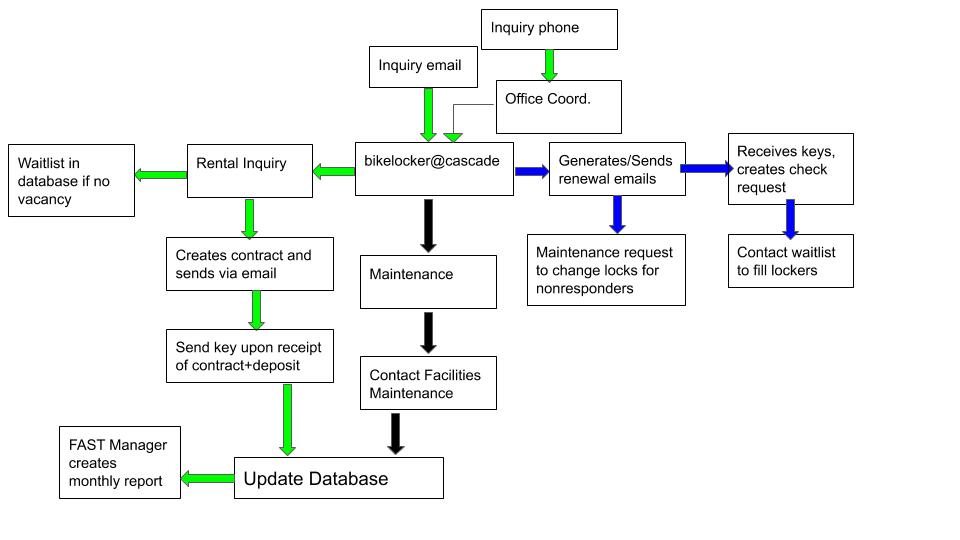 Inquiry phone
Inquiry email
Office Coord.
Waitlist in
database if no
vacancy
Rental Inquiry
bikelocker@cascade
Generates/Sends
renewal emails
Receives keys,
creates check
request
Creates contract and
sends via email
Maintenance
Maintenance request
to change locks for
nonresponders
Contact waitlist
to fill lockers
Send key upon receipt
of contract+deposit
Contact Facilities
Maintenance
FAST Manager
creates
monthly report
Update Database